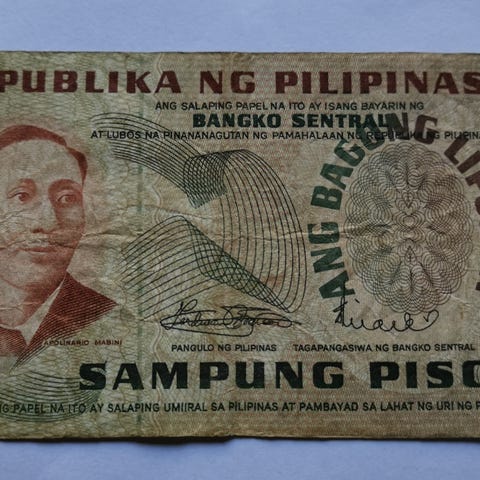 PUBLIKA NG PILIPINAS
ANG SALAPING PAPEL NA ITO AY ISANG BAYARIN NG
BANGKO SENTRAL
AT LUBOS NA PINANANAGUTAN NG PAMAHALAAN NG REPUBLIKA NG PILIPINA
ANG BAGONG LIPU
APOLINARIO MABINI
PANGULO NG PILIPINAS
TAGAPANGASIWA NG BANGKO SENTRAL
SAMPUNG PISO
NG PAPEL NA ITO AY SALAPING UMIIRAL SA PILIPINAS AT PAMBAYAD SA LAHAT NG URI NG